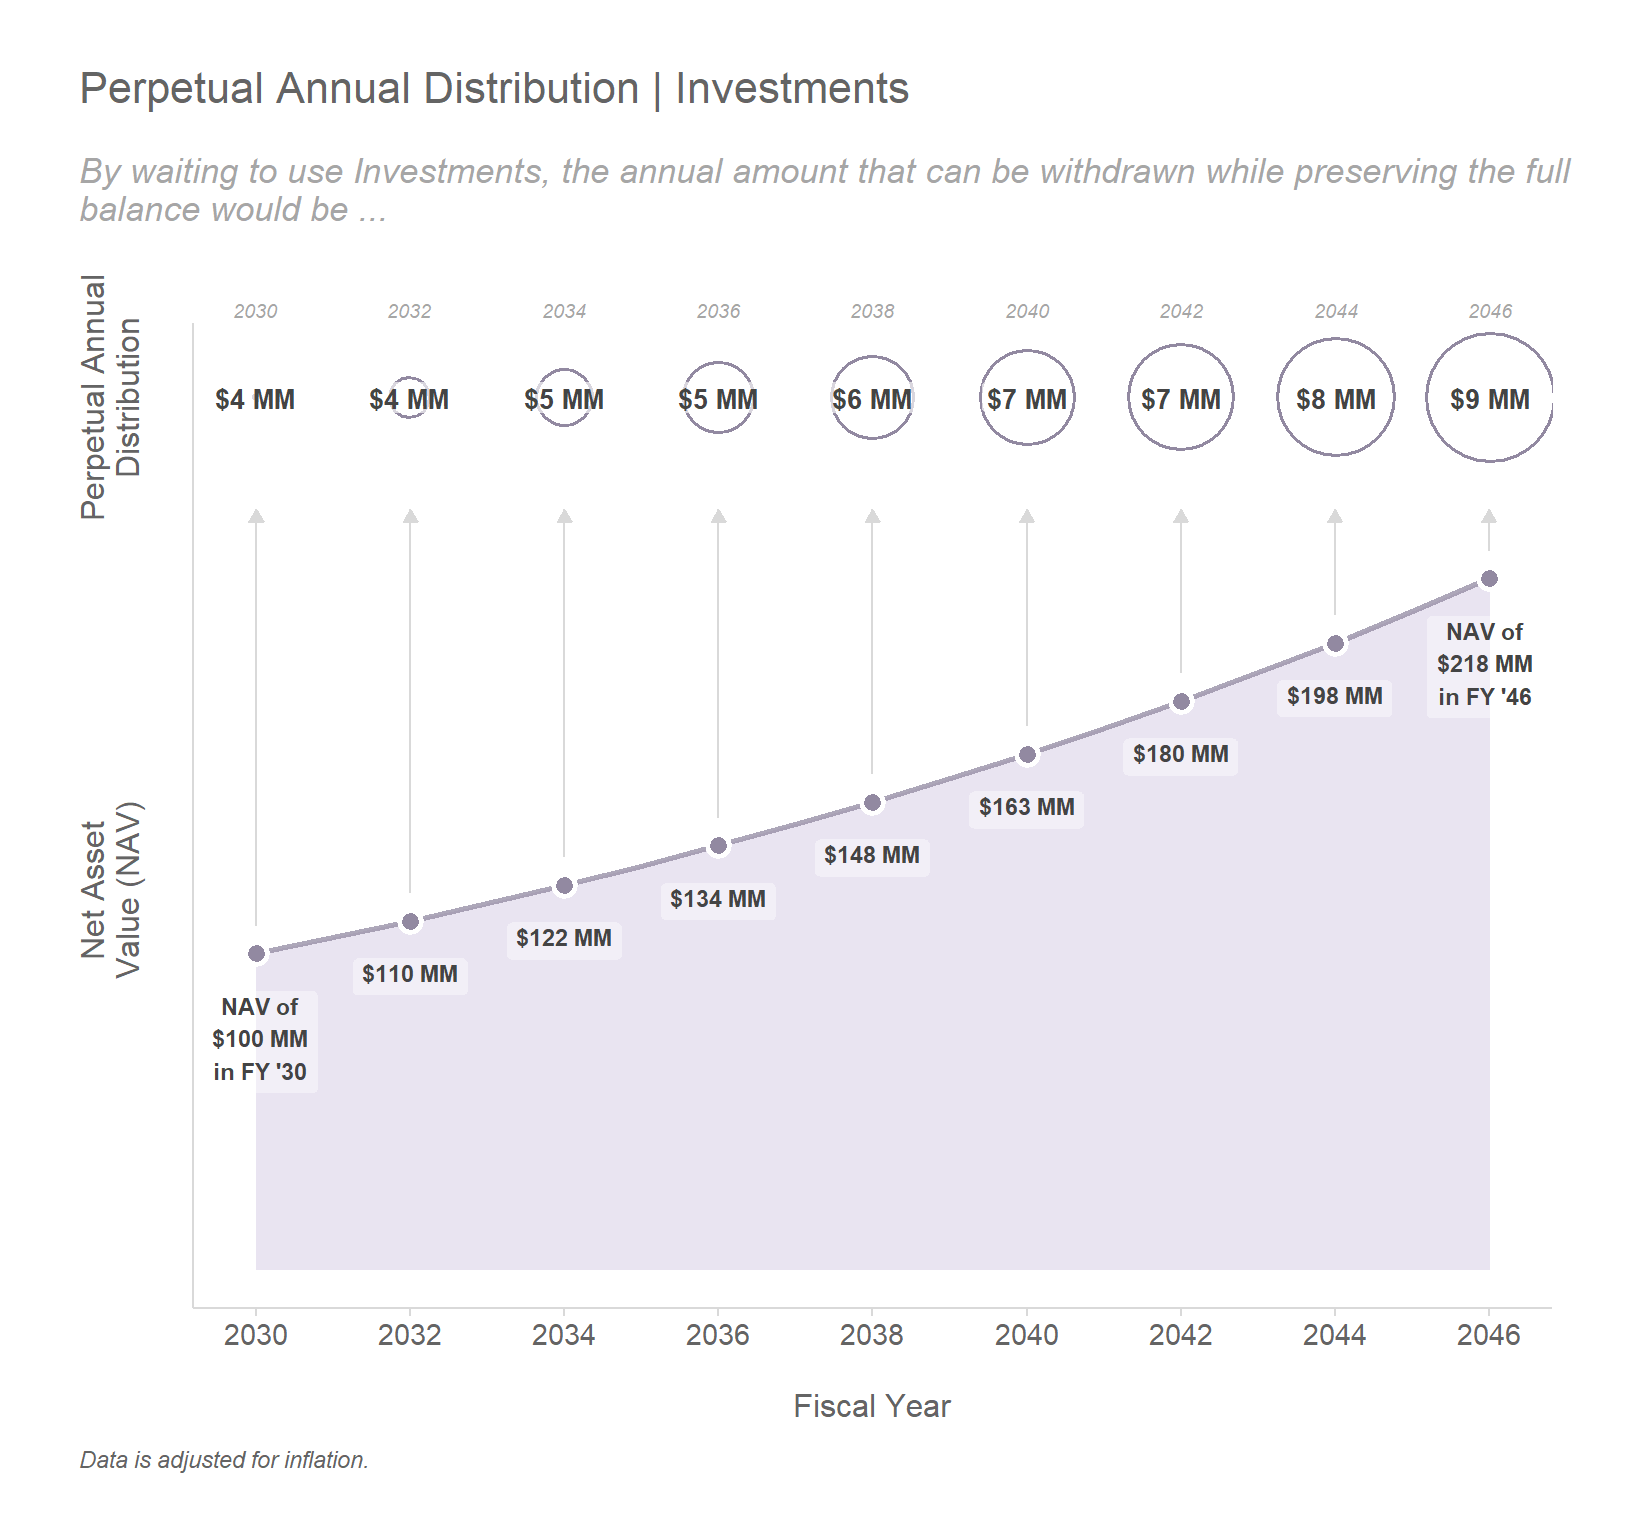 Perpetual Annual Distribution | Investments
By waiting to use Investments, the annual amount that can be withdrawn while preserving the full
balance would be ...
Perpetual Annual
Distribution
2030 2032 2034 2036 2038 2040 2042 2044 2046
$4 MM $4 MM $5 MM $5 MM $6 MM $7 MM $7 MM $8 MM $9 MM
Net Asset
Value (NAV)
NAV of
$100 MM
in FY '30
$110 MM
$122 MM
$134 MM
$148 MM
$163 MM
$180 MM
$198 MM
NAV of
$218 MM
in FY '46
2030 2032 2034 2036 2038 2040 2042 2044 2046
Fiscal Year
Data is adjusted for inflation.